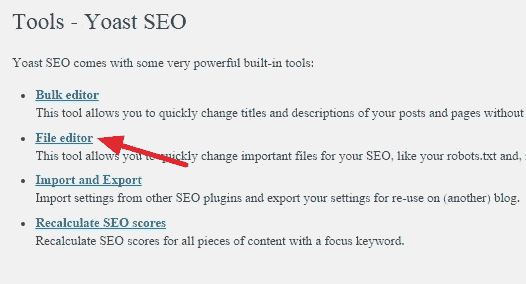 Tools - Yoast SEO
Yoast SEO comes with some very powerful built-in tools:
Bulk editor
This tool allows you to quickly change titles and descriptions of your posts and pages without
File editor
This tool allows you to quickly change important files for your SEO, like your robots.txt and,
Import and Export
Import settings from other SEO plugins and export your settings for re-use on (another) blog.
Recalculate SEO scores
Recalculate SEO scores for all pieces of content with a focus keyword.